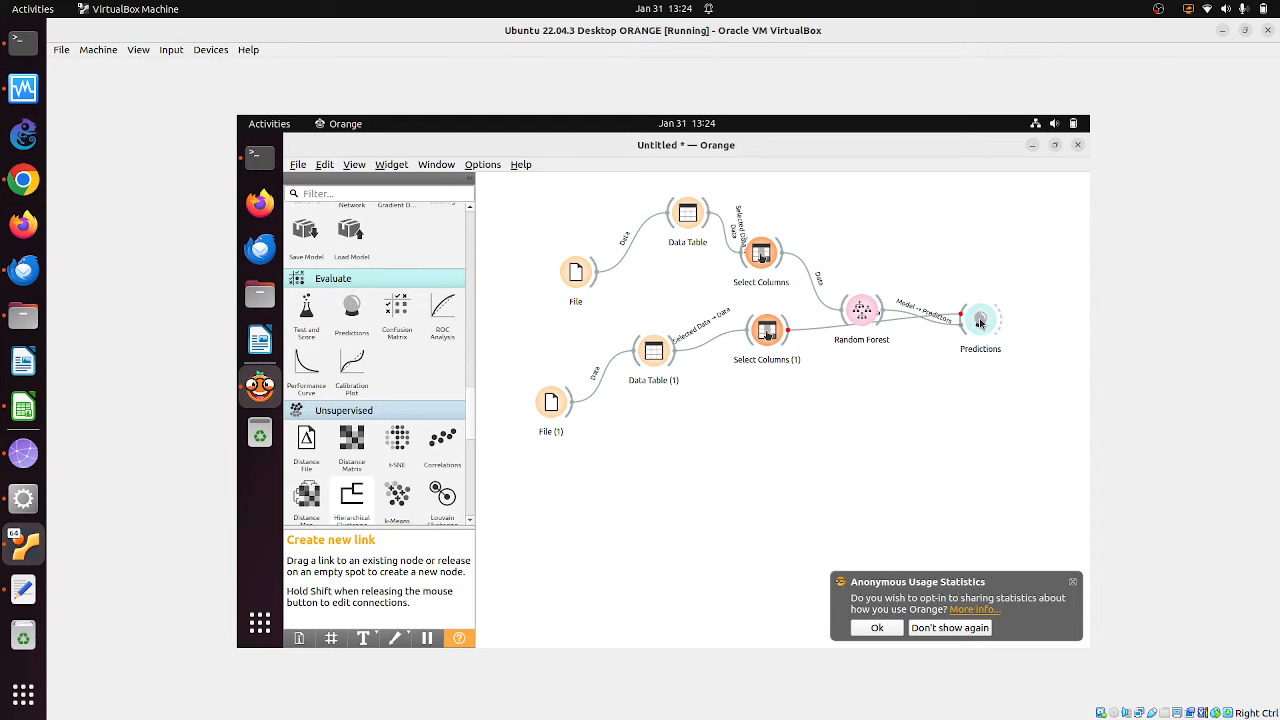 Activities VirtualBox Machine Jan 31 13:24
Ubuntu 22.04.3 Desktop ORANGE [Running] - Oracle VM VirtualBox
File Machine View Input Devices Help
Activities Orange Jan 31 13:24
Untitled * — Orange
File Edit View Widget Window Options Help
Filter...
Network Gradient D...
Save Model Load Model
Evaluate
Test and Score Predictions Confusion Matrix ROC Analysis
Performance Curve Calibration Plot
Unsupervised
Distance File Distance Matrix t-SNE Correlations
Distance Hierarchical k-Means Louvain
Create new link
Drag a link to an existing node or release
on an empty spot to create a new node.
Hold Shift when releasing the mouse
button to edit connections.
Data
File
Data Table
Selected Data → Data
Select Columns
Data
Random Forest
Model → Predictors
Predictions
Select Columns (1)
Selected Data → Data
Data Table (1)
Data
File (1)
Anonymous Usage Statistics
Do you wish to opt-in to sharing statistics about
how you use Orange? More info...
Ok Don't show again
64
Right Ctrl